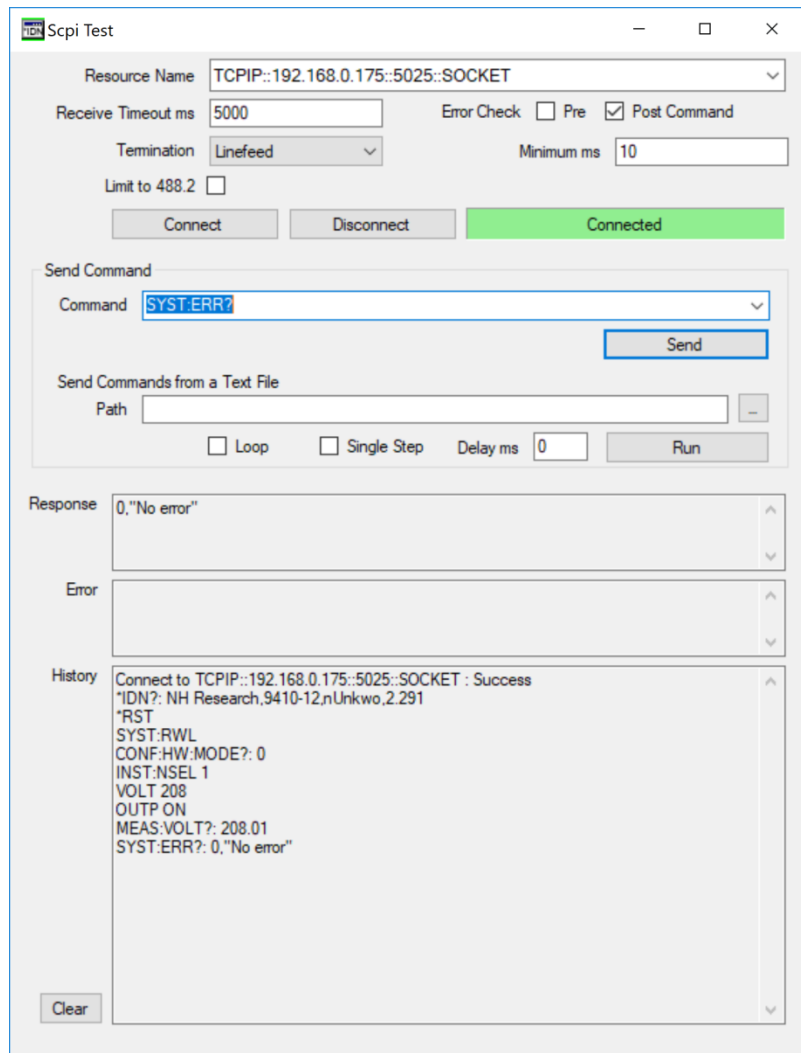 *IDN Scpi Test
Resource Name TCPIP::192.168.0.175::5025::SOCKET
Receive Timeout ms 5000 Error Check Pre Post Command
Termination Linefeed Minimum ms 10
Limit to 488.2
Connect Disconnect Connected
Send Command
Command SYST:ERR?
Send
Send Commands from a Text File
Path ...
Loop Single Step Delay ms 0 Run
Response 0,"No error"
Error
History Connect to TCPIP::192.168.0.175::5025::SOCKET : Success
*IDN?: NH Research,9410-12,nUnkwo,2.291
*RST
SYST:RWL
CONF:HW:MODE?: 0
INST:NSEL 1
VOLT 208
OUTP ON
MEAS:VOLT?: 208.01
SYST:ERR?: 0,"No error"
Clear